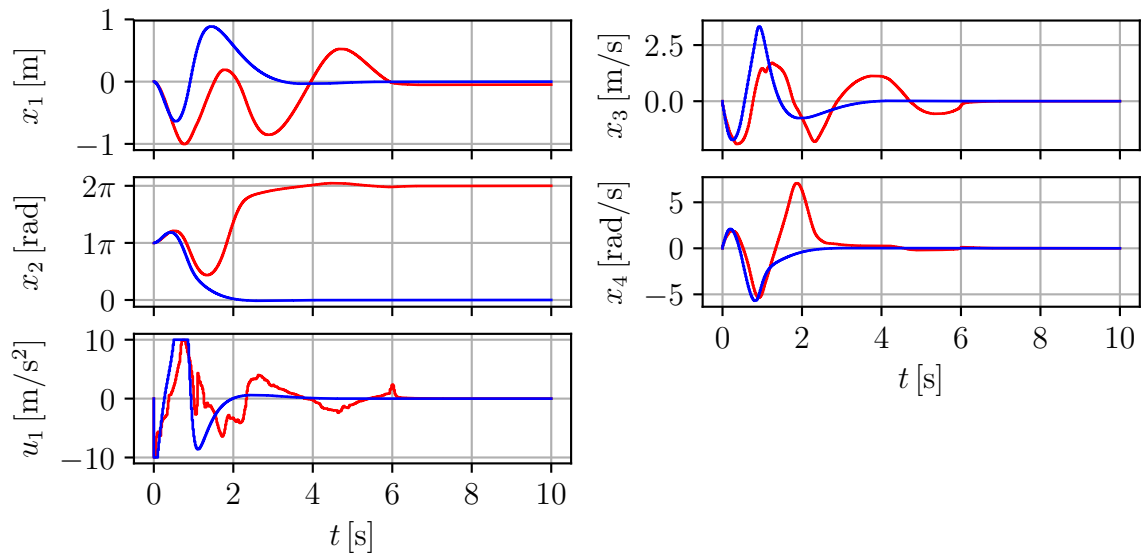 1
0
−1
x₁ [m]
2.5
0.0
x₃ [m/s]
2π
1π
0
x₂ [rad]
5
0
−5
x₄ [rad/s]
0 2 4 6 8 10
t [s]
10
0
−10
u₁ [m/s²]
0 2 4 6 8 10
t [s]